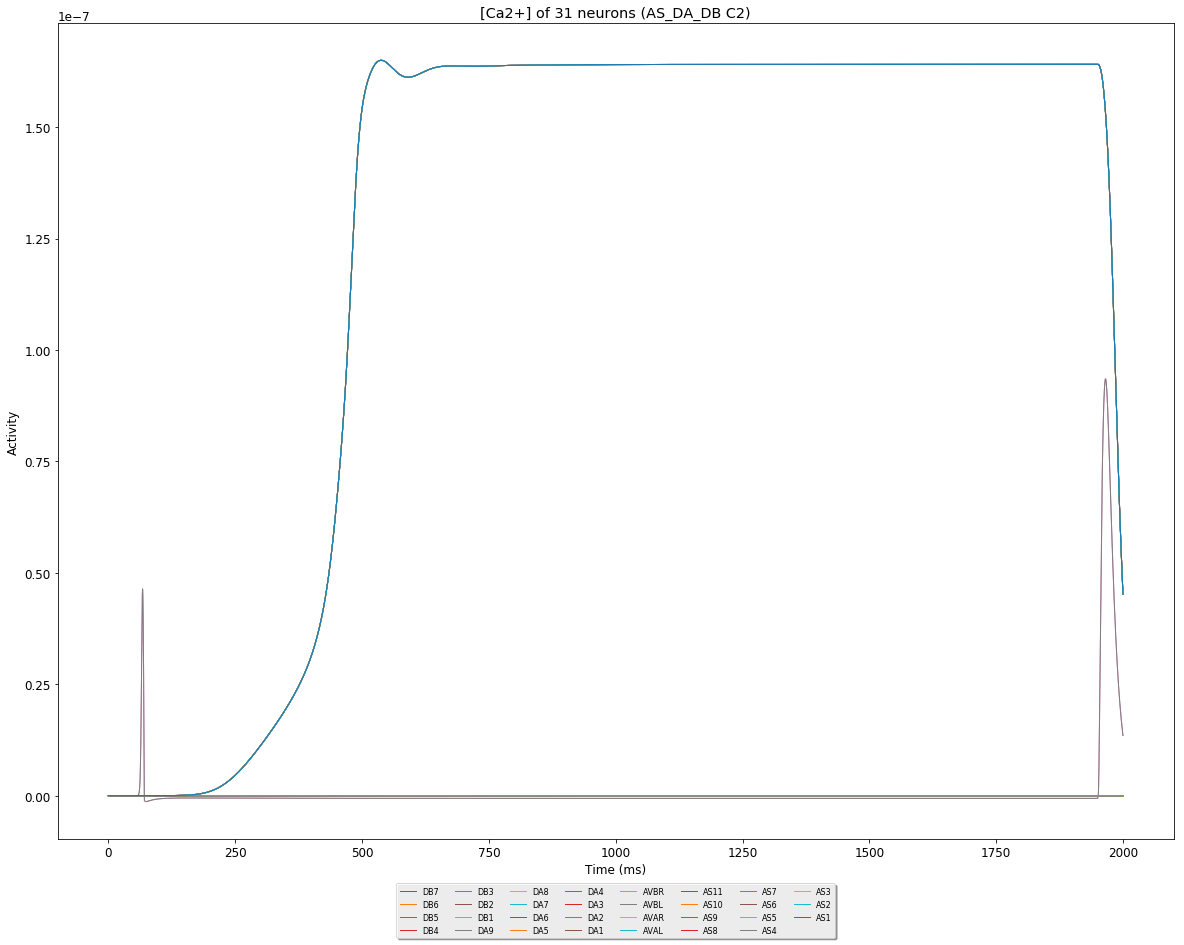 [Ca2+] of 31 neurons (AS_DA_DB C2)
1e−7
1.50
1.25
1.00
0.75
0.50
0.25
0.00
Activity
0 250 500 750 1000 1250 1500 1750 2000
Time (ms)
DB7 DB3 DA8 DA4 AVBR AS11 AS7 AS3
DB6 DB2 DA7 DA3 AVBL AS10 AS6 AS2
DB5 DB1 DA6 DA2 AVAR AS9 AS5 AS1
DB4 DA9 DA5 DA1 AVAL AS8 AS4